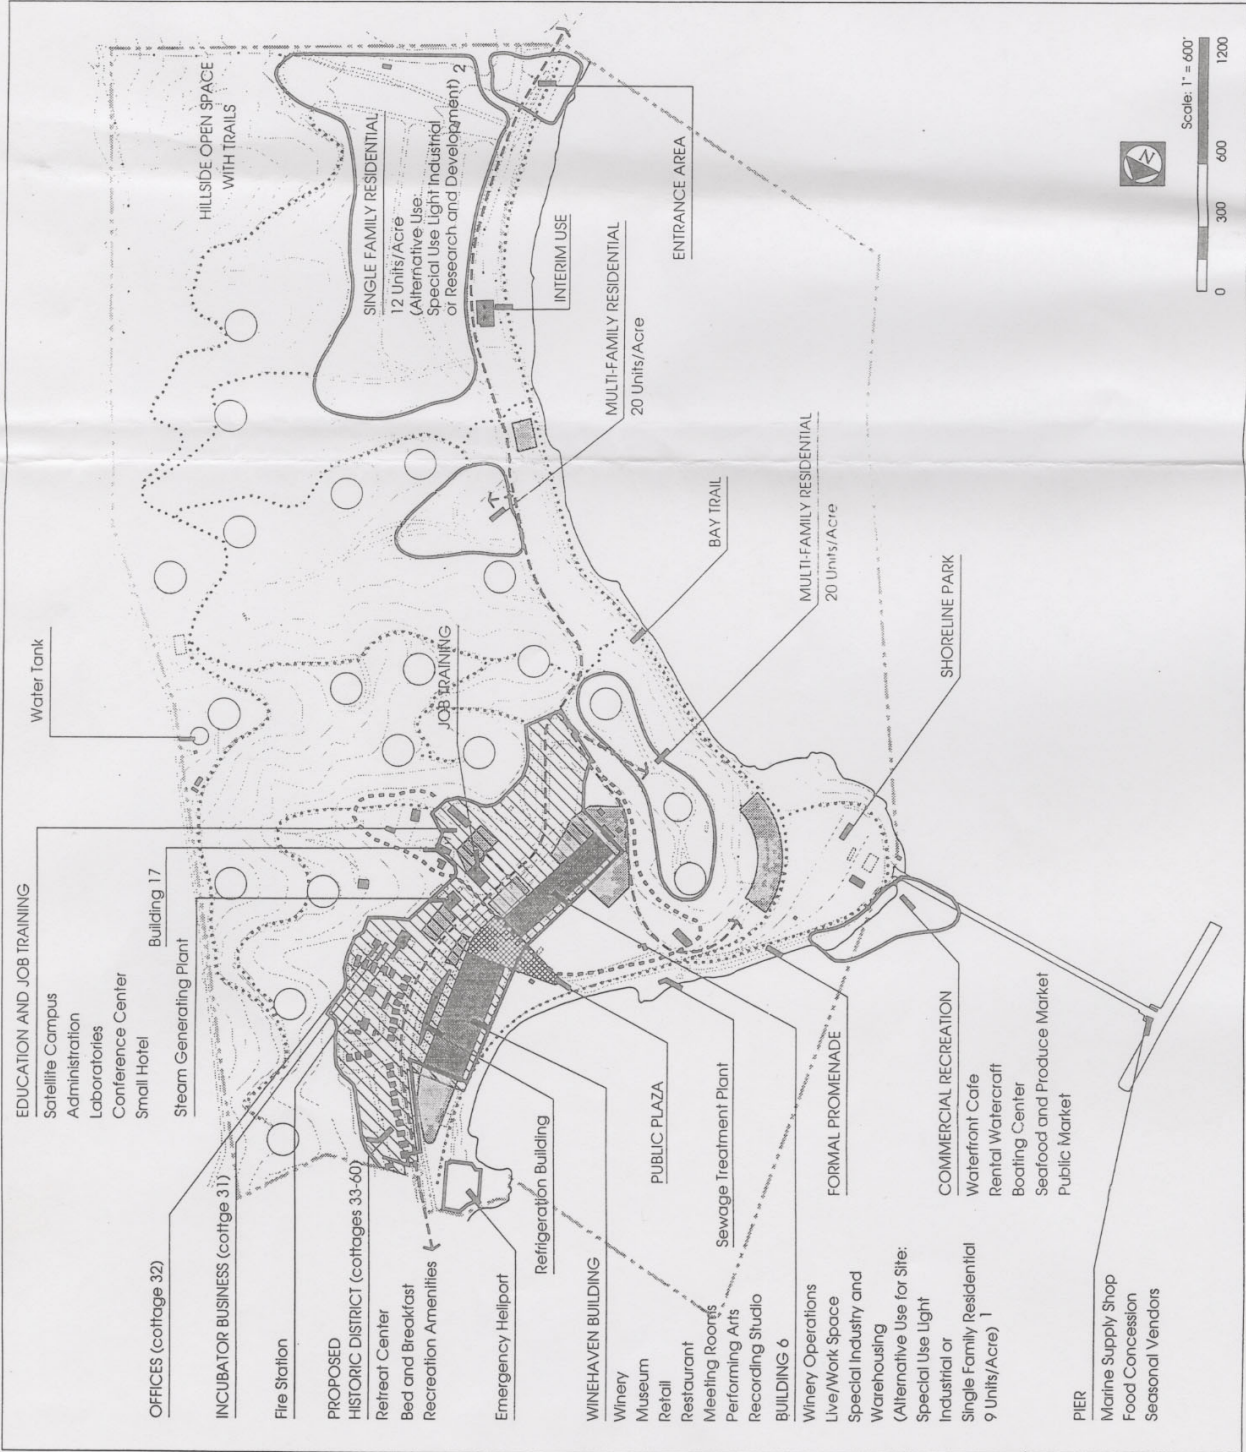 EDUCATION AND JOB TRAINING
Satellite Campus
Administration
Laboratories
Conference Center
Small Hotel
Building 17
Steam Generating Plant
Water Tank
JOB TRAINING
HILLSIDE OPEN SPACE
WITH TRAILS
SINGLE FAMILY RESIDENTIAL
12 Units/Acre
(Alternative Use:
Special Use Light Industrial
or Research and Development) 2
OFFICES (cottage 32)
INCUBATOR BUSINESS (cottge 31)
Fire Station
PROPOSED
HISTORIC DISTRICT (cottages 33-60)
Retreat Center
Bed and Breakfast
Recreation Amenities
Emergency Heliport
Refrigeration Building
WINEHAVEN BUILDING
Winery
Museum
Retail
Restaurant
Meeting Rooms
Performing Arts
Recording Studio
BUILDING 6
Winery Operations
Live/Work Space
Special Industry and
Warehousing
(Alternative Use for Site:
Special Use Light
Industrial or
Single Family Residential
9 Units/Acre) 1
PUBLIC PLAZA
Sewage Treatment Plant
FORMAL PROMENADE
COMMERCIAL RECREATION
Waterfront Cafe
Rental Watercraft
Boating Center
Seafood and Produce Market
Public Market
PIER
Marine Supply Shop
Food Concession
Seasonal Vendors
INTERIM USE
MULTI-FAMILY RESIDENTIAL
20 Units/Acre
ENTRANCE AREA
BAY TRAIL
MULTI-FAMILY RESIDENTIAL
20 Units/Acre
SHORELINE PARK
N
Scale: 1" = 600'
0 300 600 1200